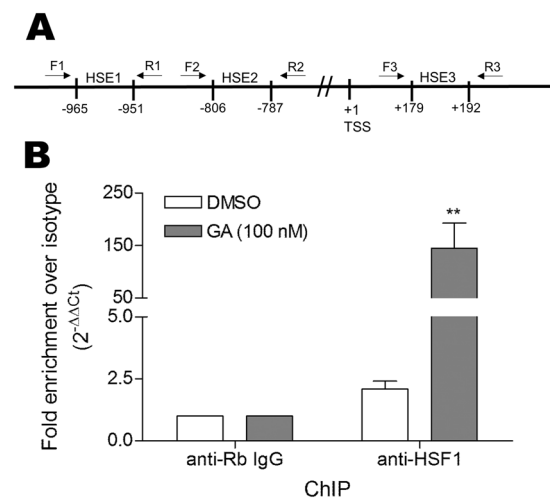 A
F1 HSE1 R1 F2 HSE2 R2 F3 HSE3 R3
-965 -951 -806 -787 +1 +179 +192
TSS
B
Fold enrichment over isotype
(2^-ΔΔCt)
250
150
50
5.0
2.5
0.0
DMSO
GA (100 nM)
**
anti-Rb IgG anti-HSF1
ChIP